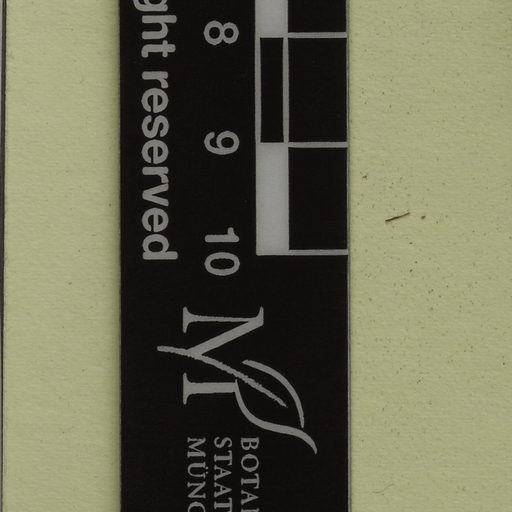 ght reserved
8
9
10
M
BOTA
STAAT
MÜNC